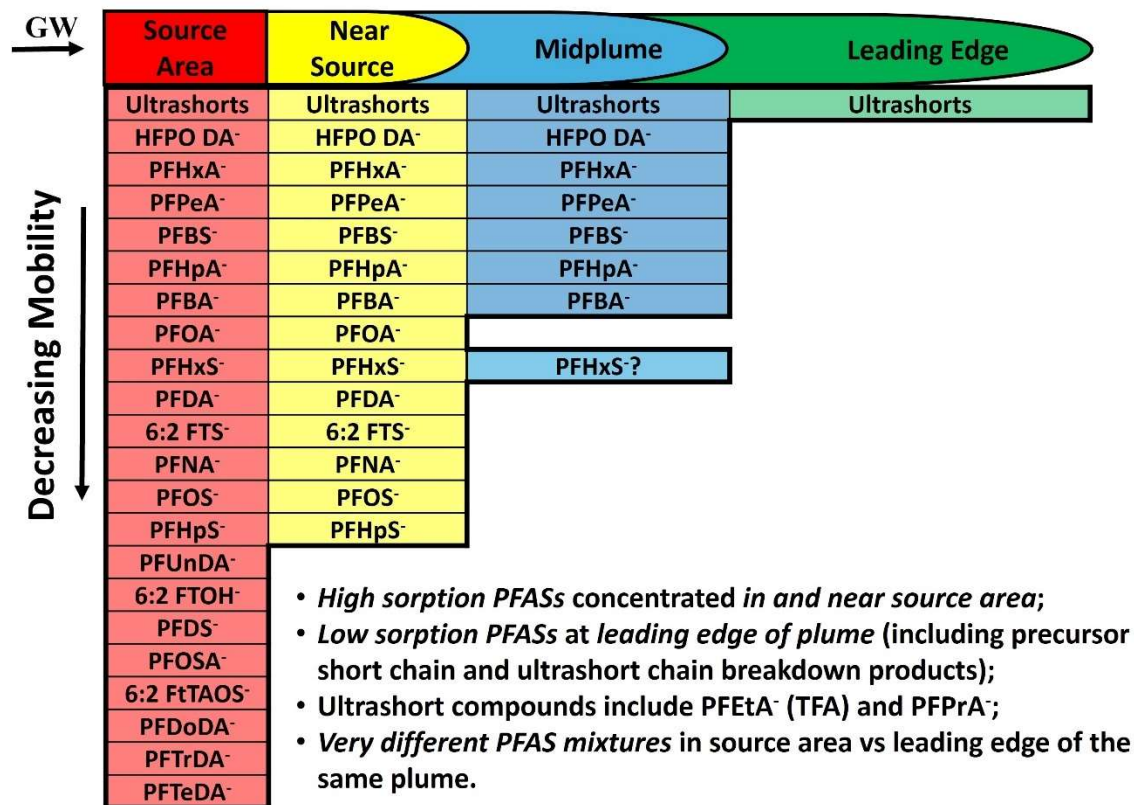 GW
Source
Area
Near
Source
Midplume
Leading Edge
Ultrashorts Ultrashorts Ultrashorts Ultrashorts
HFPO DA⁻ HFPO DA⁻ HFPO DA⁻
PFHxA⁻ PFHxA⁻ PFHxA⁻
PFPeA⁻ PFPeA⁻ PFPeA⁻
PFBS⁻ PFBS⁻ PFBS⁻
PFHpA⁻ PFHpA⁻ PFHpA⁻
PFBA⁻ PFBA⁻ PFBA⁻
PFOA⁻ PFOA⁻
PFHxS⁻ PFHxS⁻ PFHxS⁻?
PFDA⁻ PFDA⁻
6:2 FTS⁻ 6:2 FTS⁻
PFNA⁻ PFNA⁻
PFOS⁻ PFOS⁻
PFHpS⁻ PFHpS⁻
PFUnDA⁻
6:2 FTOH⁻
PFDS⁻
PFOSA⁻
6:2 FtTAOS⁻
PFDoDA⁻
PFTrDA⁻
PFTeDA⁻
Decreasing Mobility
• High sorption PFASs concentrated in and near source area;
• Low sorption PFASs at leading edge of plume (including precursor
short chain and ultrashort chain breakdown products);
• Ultrashort compounds include PFEtA⁻ (TFA) and PFPrA⁻;
• Very different PFAS mixtures in source area vs leading edge of the
same plume.